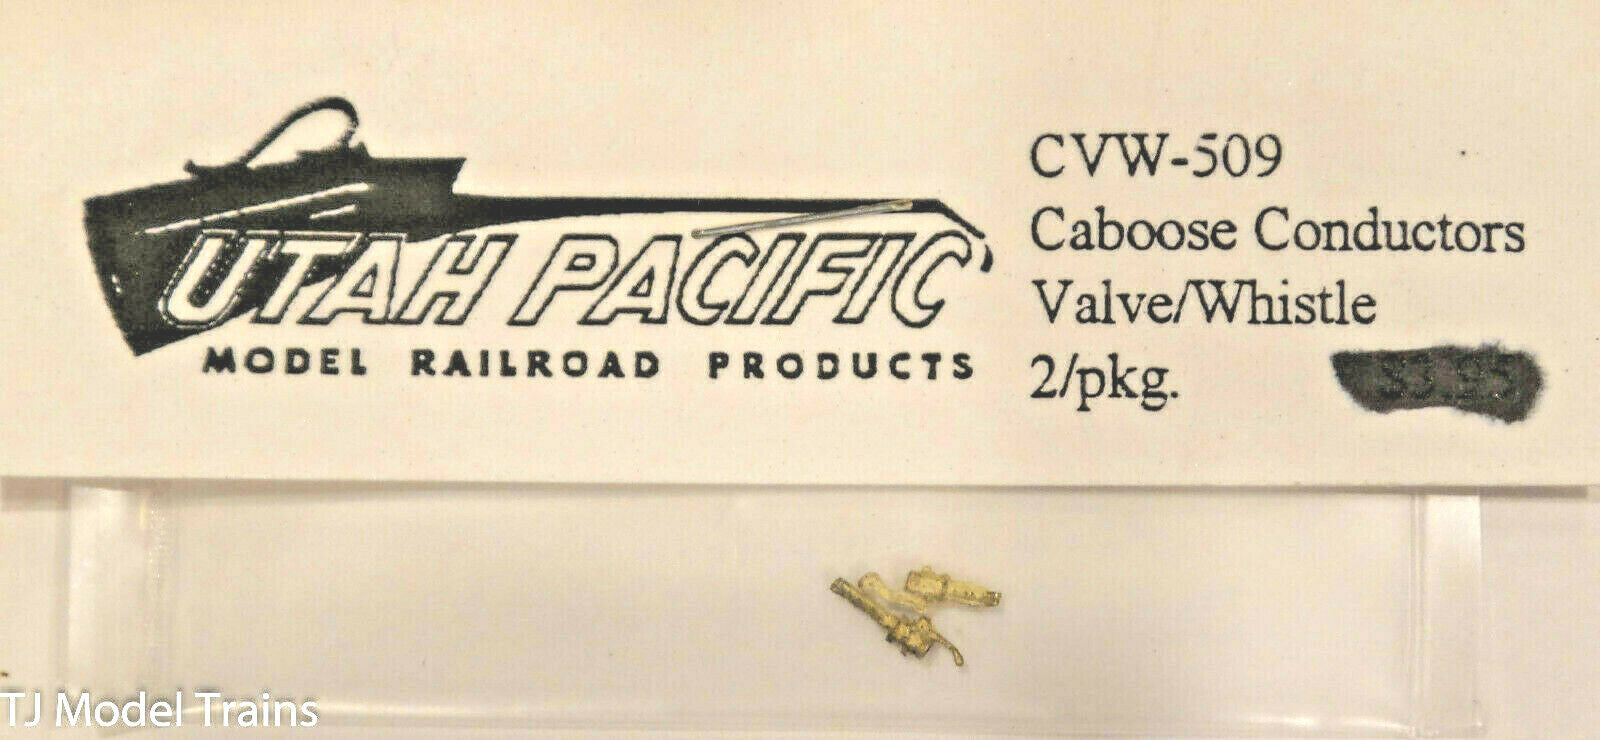 UTAH PACIFIC
MODEL RAILROAD PRODUCTS
CVW-509
Caboose Conductors
Valve/Whistle
2/pkg.
TJ Model Trains